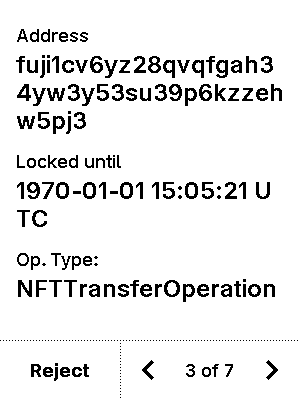 Address
fuji1cv6yz28qvqfgah3
4yw3y53su39p6kzzeh
w5pj3
Locked until
1970-01-01 15:05:21 U
TC
Op. Type:
NFTTransferOperation
Reject
3 of 7